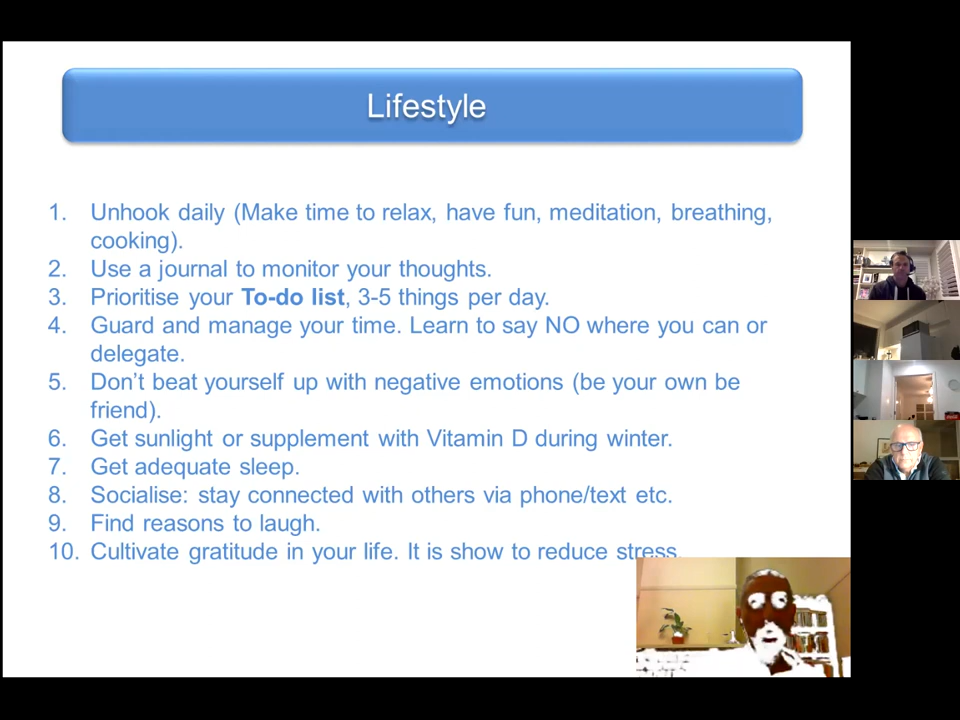 Lifestyle
1. Unhook daily (Make time to relax, have fun, meditation, breathing,
cooking).
2. Use a journal to monitor your thoughts.
3. Prioritise your To-do list, 3-5 things per day.
4. Guard and manage your time. Learn to say NO where you can or
delegate.
5. Don't beat yourself up with negative emotions (be your own be
friend).
6. Get sunlight or supplement with Vitamin D during winter.
7. Get adequate sleep.
8. Socialise: stay connected with others via phone/text etc.
9. Find reasons to laugh.
10. Cultivate gratitude in your life. It is show to reduce stress.